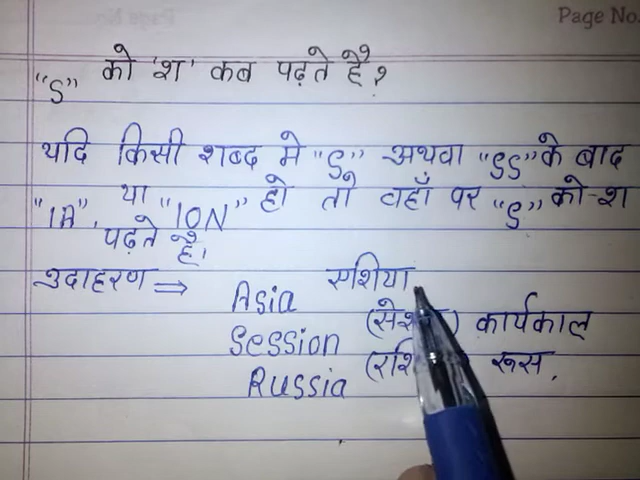 Page No.
"S" को 'श' कब पढ़ते है?
यदि किसी शब्द मे "S" अथवा "SS" के बाद
"IA", या "ION" हो तो वहाँ पर "S" को-श
पढ़ते है।
उदाहरण ⇒ Asia एशिया
Session कार्यकाल
Russia रूस.